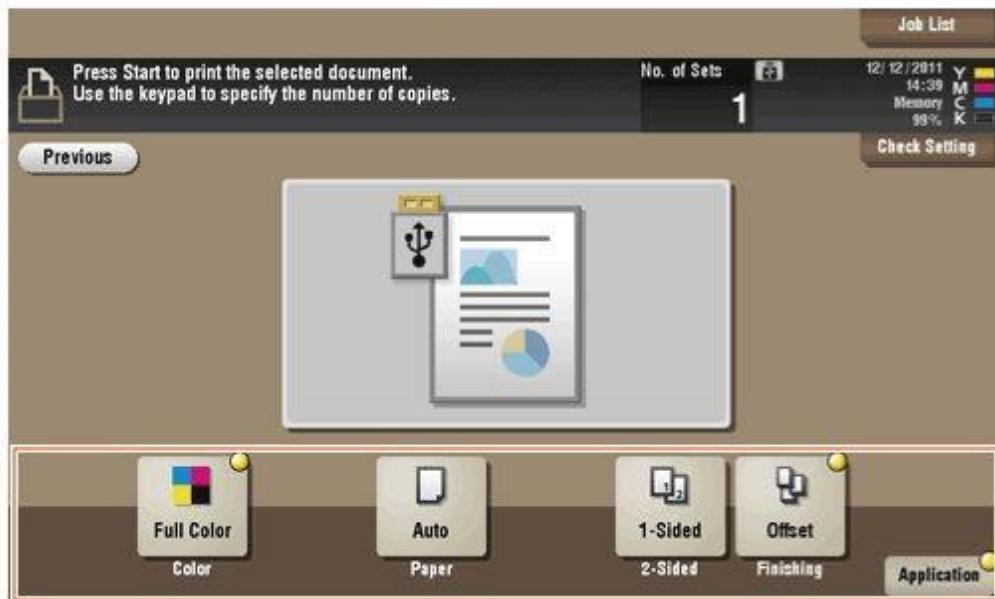 Job List
Press Start to print the selected document.
Use the keypad to specify the number of copies.
No. of Sets
1
12/12/2011
14:39
Memory
99%
Y
M
C
K
Previous
Check Setting
1 2
Full Color
Auto
1-Sided
Offset
Color
Paper
2-Sided
Finishing
Application